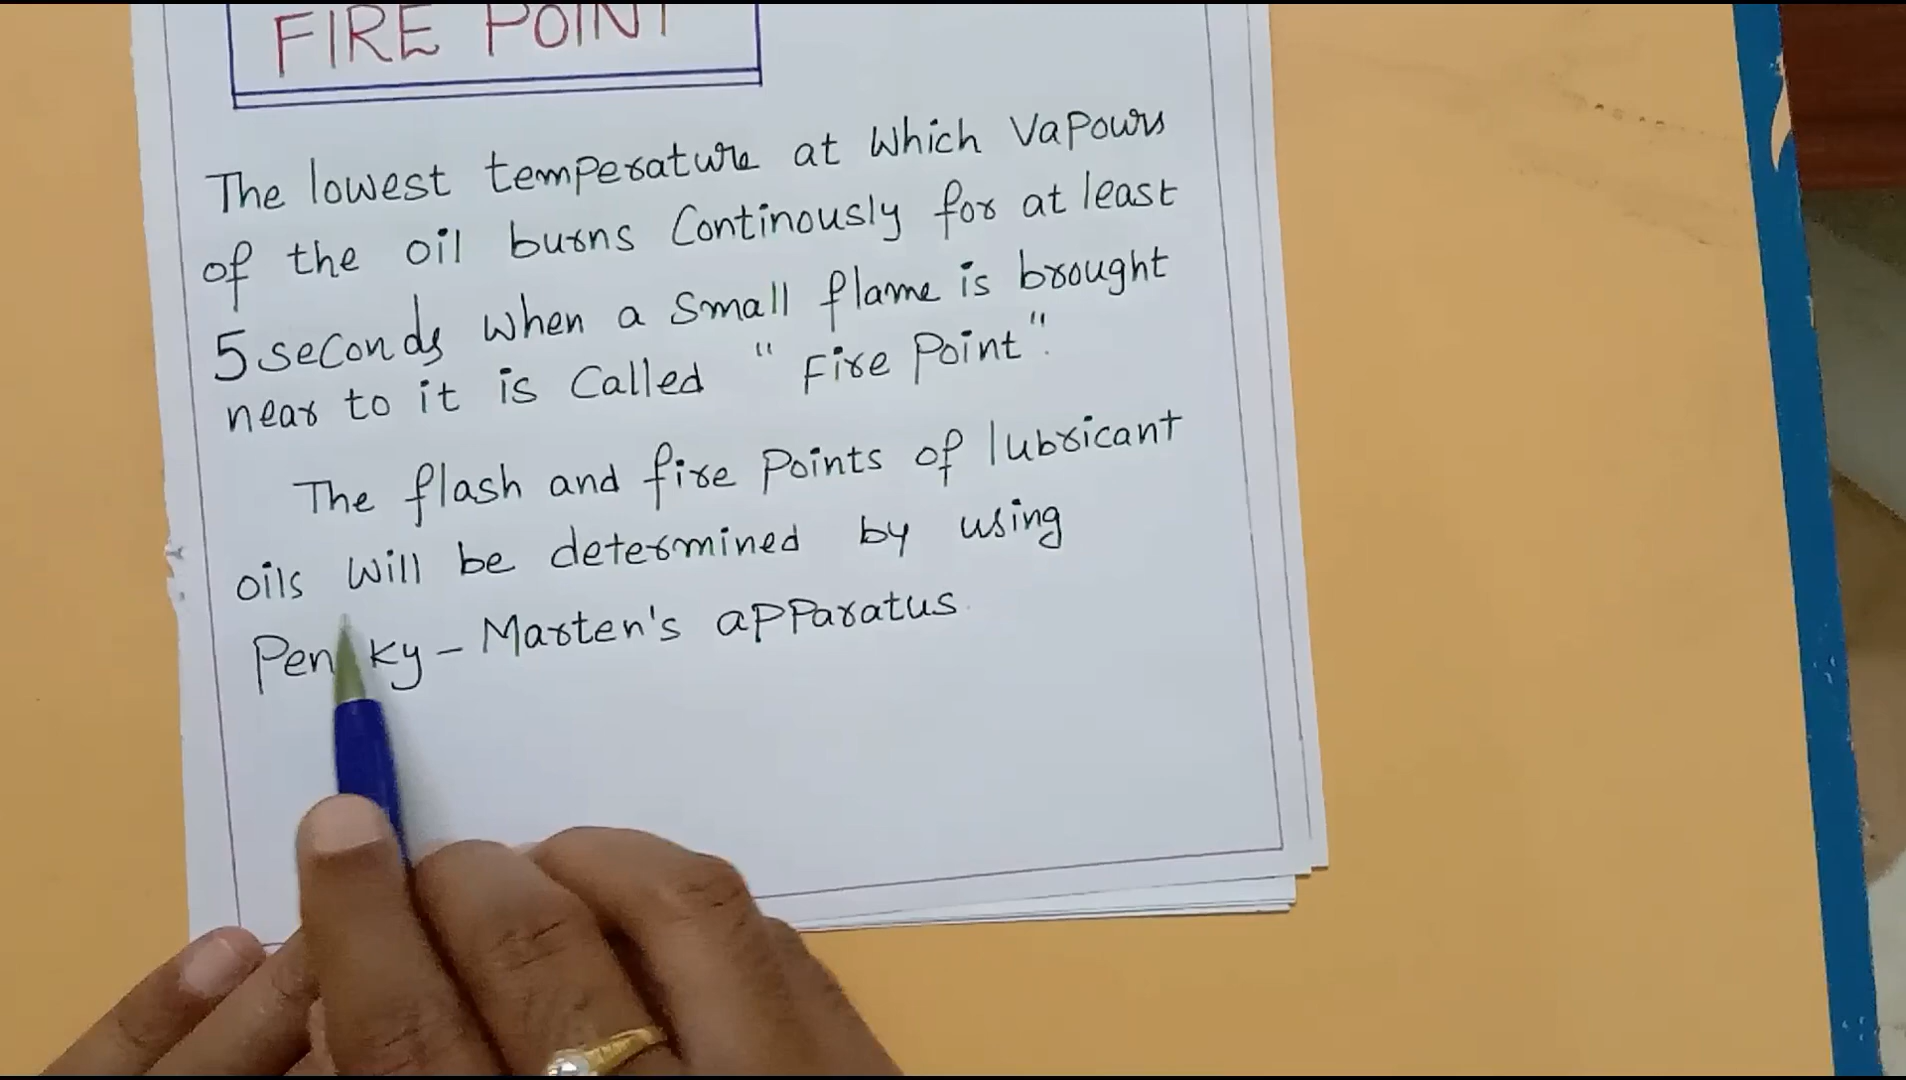 FIRE POINT
The lowest temperature at which vapours
of the oil burns Continously for at least
5 seconds when a small flame is brought
near to it is Called "Fire Point".
The flash and fire points of lubricant
oils will be determined by using
Marten's apparatus